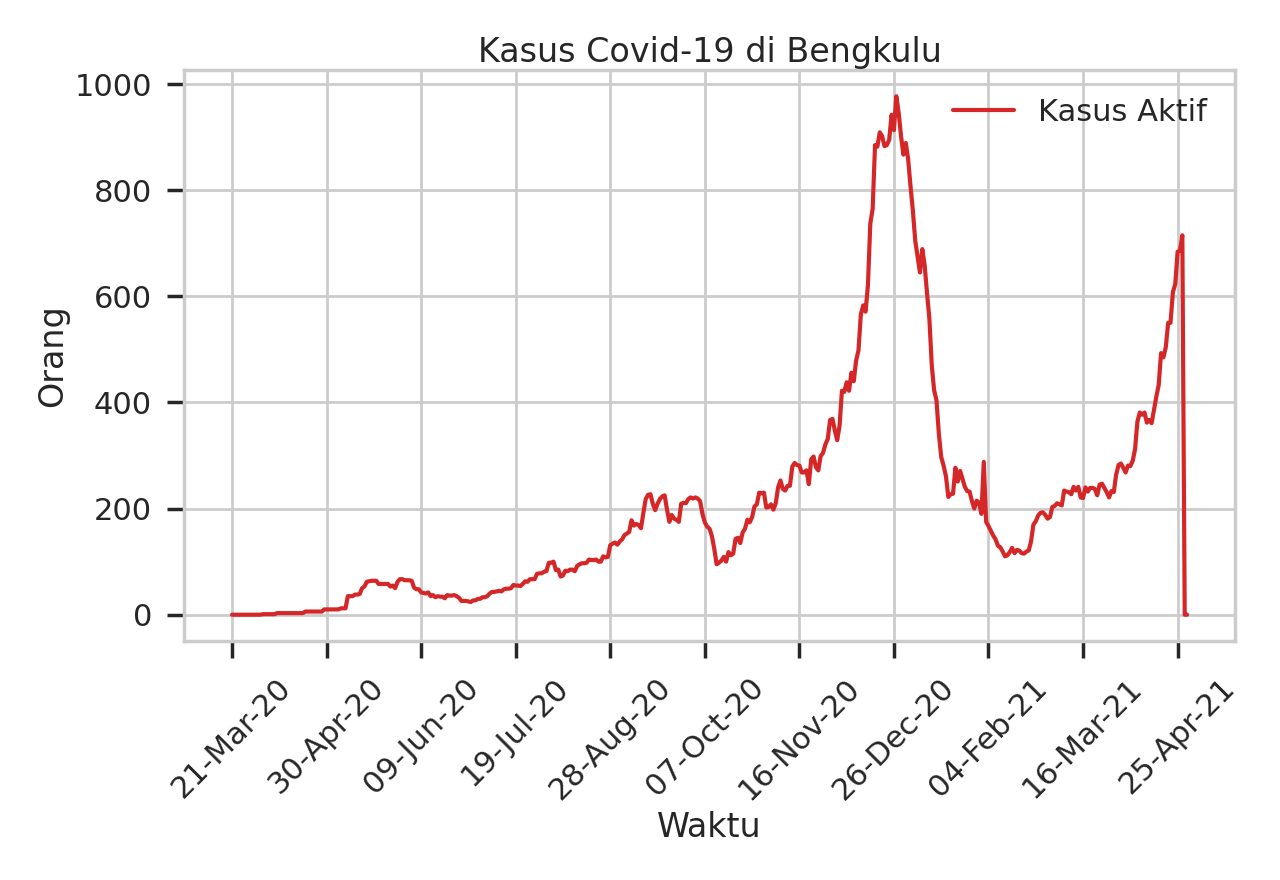 Kasus Covid-19 di Bengkulu
Kasus Aktif
1000
800
600
400
200
0
Orang
21-Mar-20
30-Apr-20
09-Jun-20
19-Jul-20
28-Aug-20
07-Oct-20
16-Nov-20
26-Dec-20
04-Feb-21
16-Mar-21
25-Apr-21
Waktu